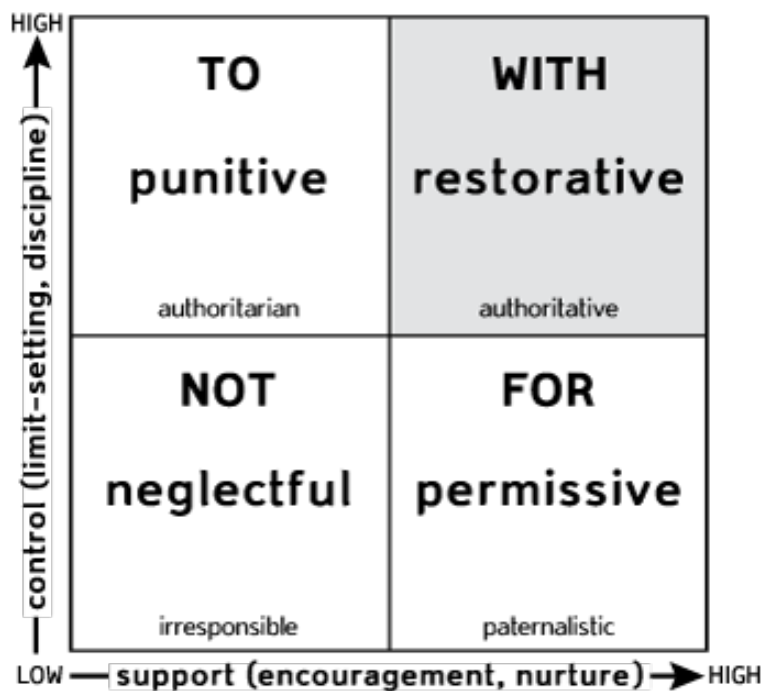 HIGH
control (limit-setting, discipline)
TO
punitive
authoritarian
WITH
restorative
authoritative
NOT
neglectful
irresponsible
FOR
permissive
paternalistic
LOW
support (encouragement, nurture)
HIGH